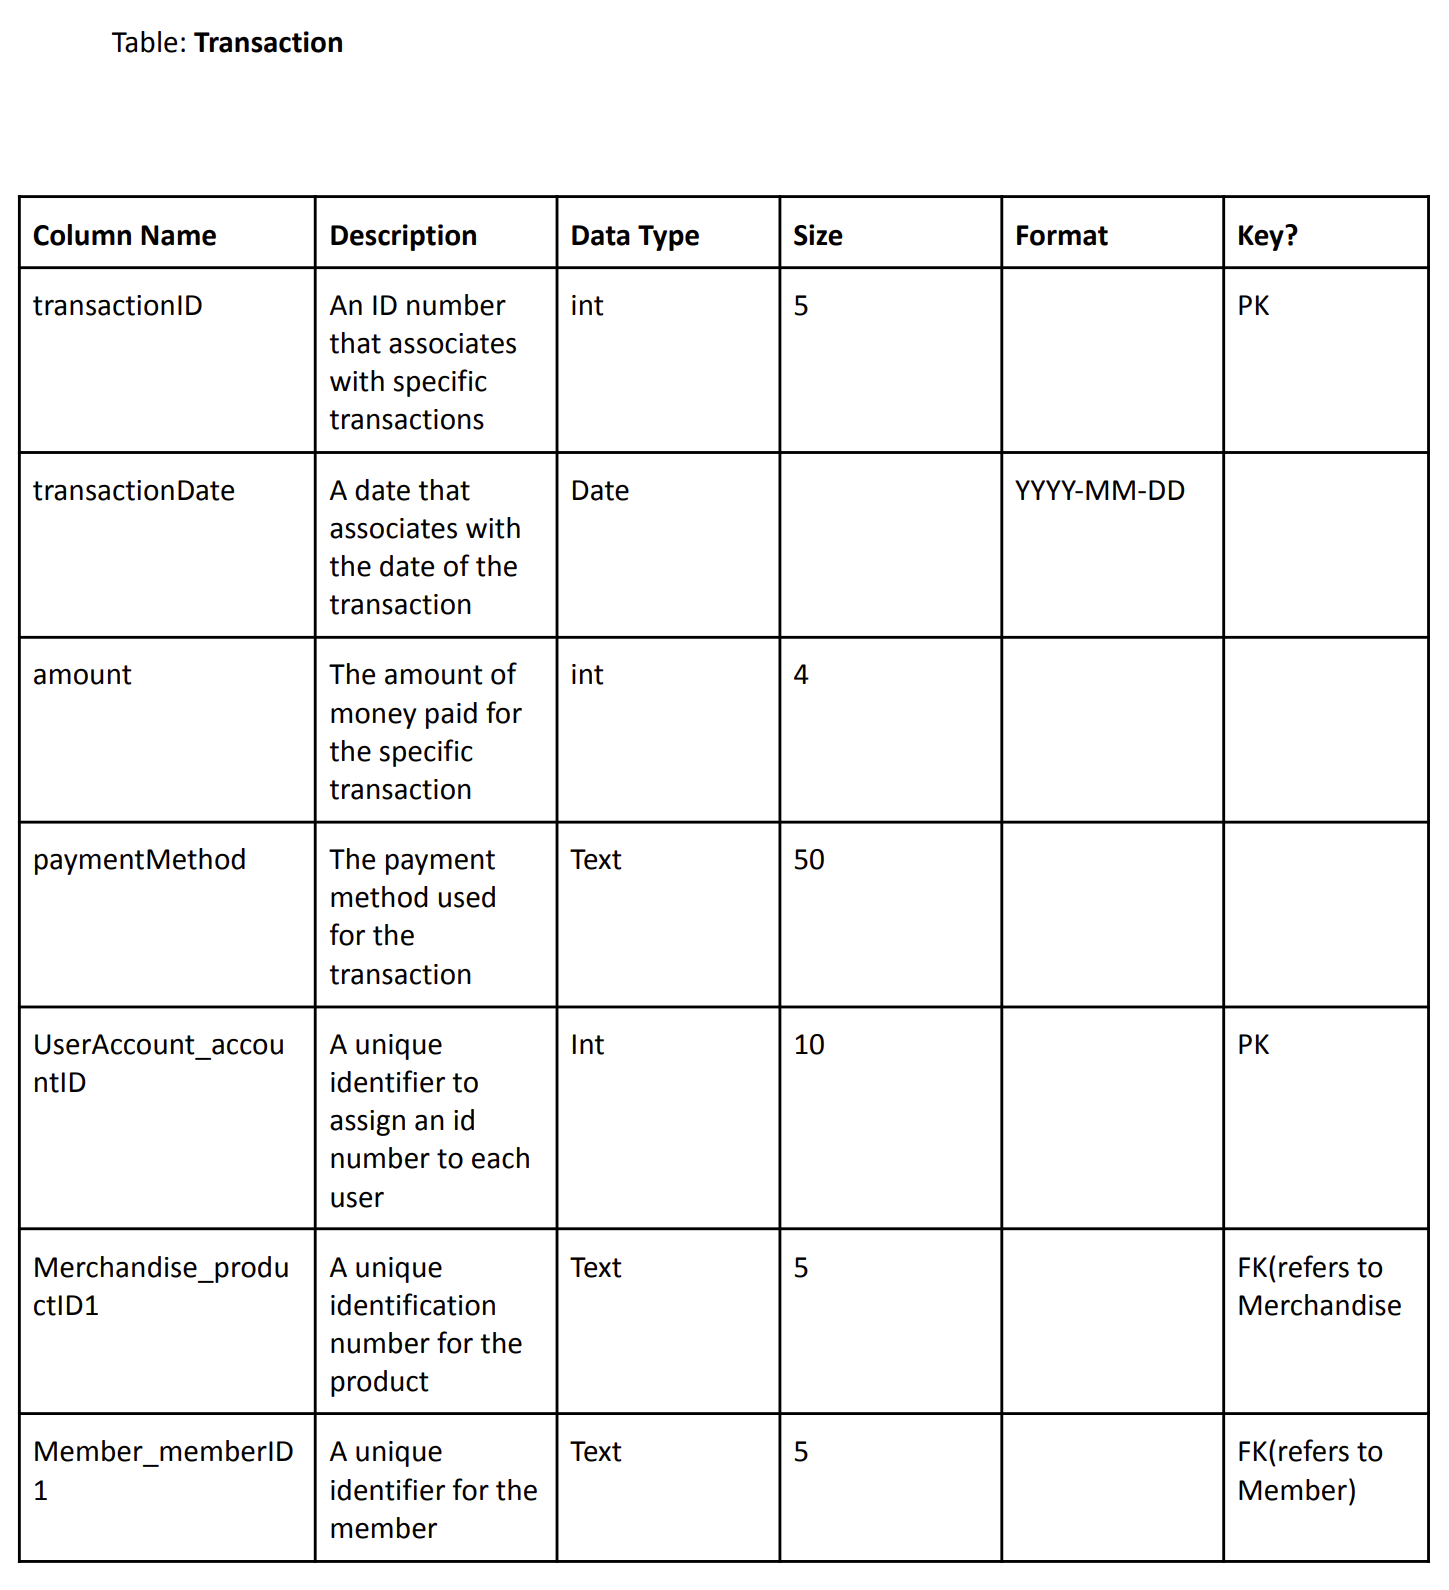 Table: Transaction
Column Name Description Data Type Size Format Key?
transactionID An ID number int 5 PK
that associates
with specific
transactions
transactionDate A date that Date YYYY-MM-DD
associates with
the date of the
transaction
amount The amount of int 4
money paid for
the specific
transaction
paymentMethod The payment Text 50
method used
for the
transaction
UserAccount_accou A unique Int 10 PK
ntID identifier to
assign an id
number to each
user
Merchandise_produ A unique Text 5 FK(refers to
ctID1 identification Merchandise
number for the
product
Member_memberID A unique Text 5 FK(refers to
1 identifier for the Member)
member